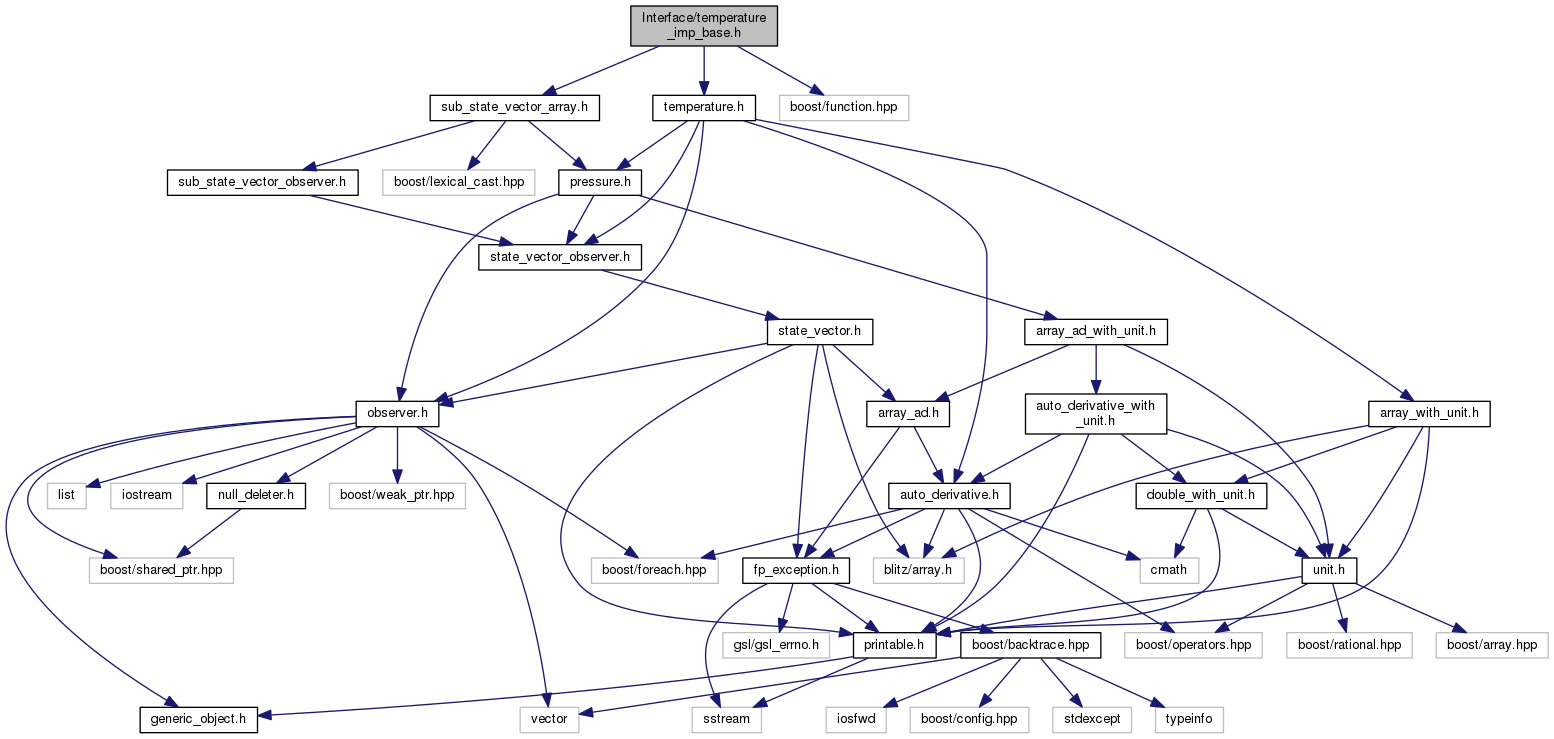 Interface/temperature
_imp_base.h
sub_state_vector_array.h
temperature.h
boost/function.hpp
sub_state_vector_observer.h
boost/lexical_cast.hpp
pressure.h
state_vector_observer.h
state_vector.h
array_ad_with_unit.h
observer.h
array_ad.h
auto_derivative_with
_unit.h
array_with_unit.h
list
iostream
null_deleter.h
boost/weak_ptr.hpp
auto_derivative.h
double_with_unit.h
boost/shared_ptr.hpp
boost/foreach.hpp
fp_exception.h
blitz/array.h
cmath
unit.h
gsl/gsl_errno.h
printable.h
boost/backtrace.hpp
boost/operators.hpp
boost/rational.hpp
boost/array.hpp
generic_object.h
vector
sstream
iosfwd
boost/config.hpp
stdexcept
typeinfo